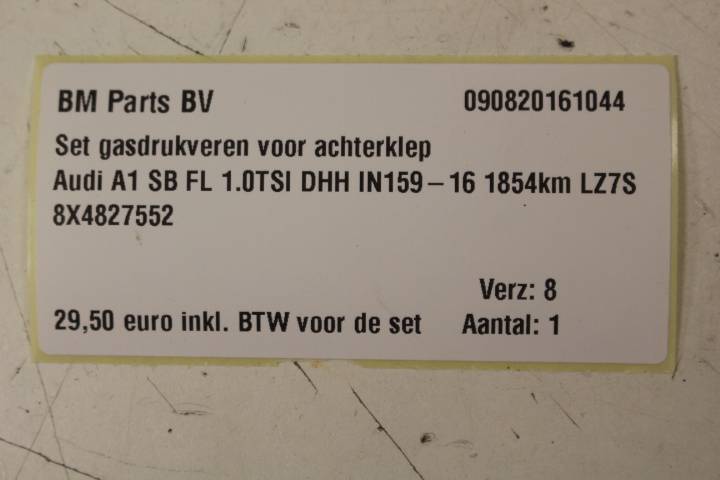 BM Parts BV 090820161044
Set gasdrukveren voor achterklep
Audi A1 SB FL 1.0TSI DHH IN159–16 1854km LZ7S
8X4827552
Verz: 8
29,50 euro inkl. BTW voor de set Aantal: 1